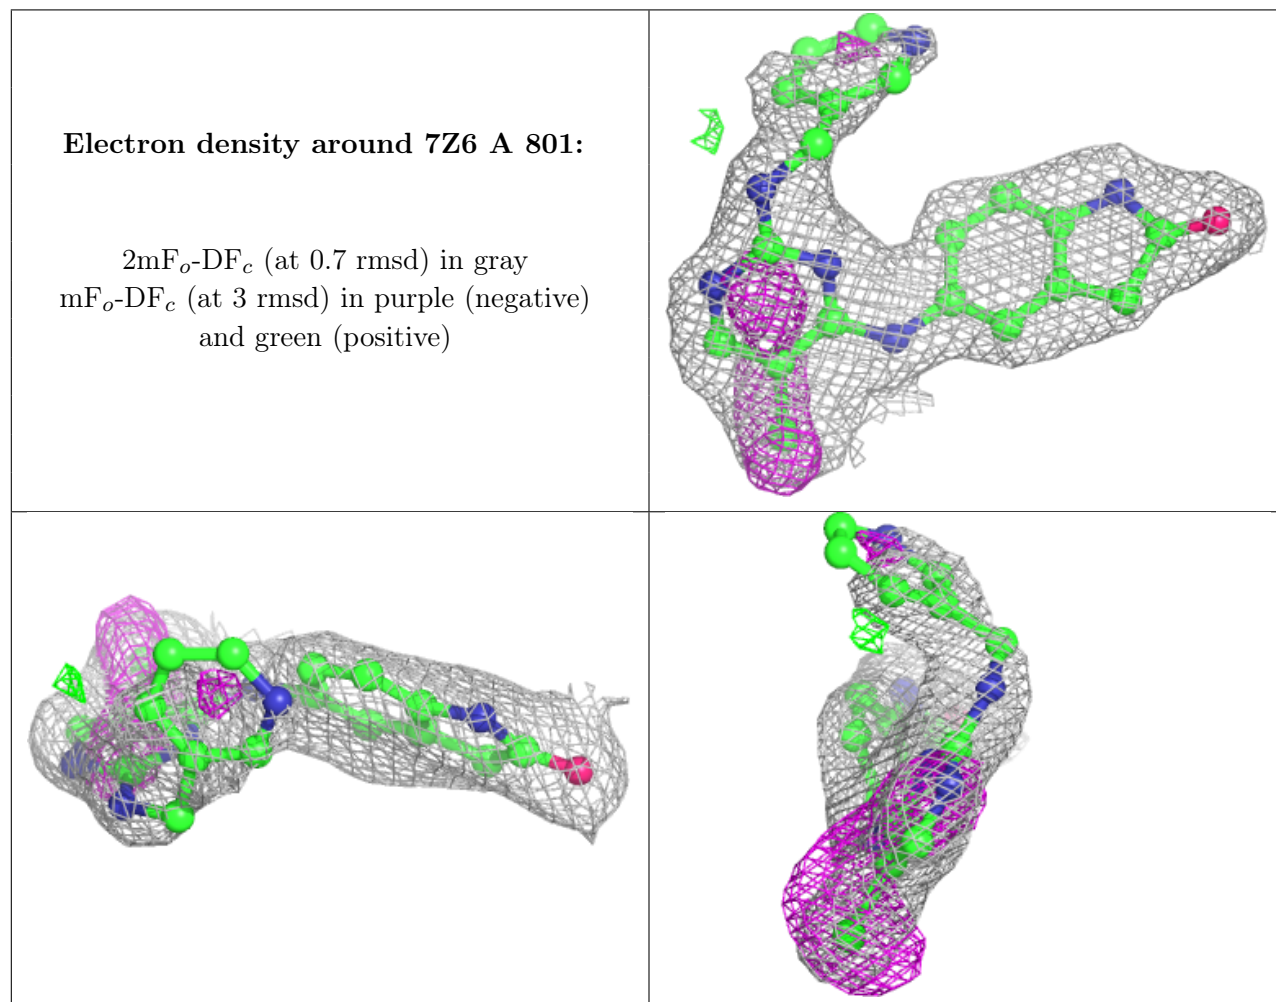 Electron density around 7Z6 A 801:
2mFo-DFc (at 0.7 rmsd) in gray
mFo-DFc (at 3 rmsd) in purple (negative)
and green (positive)